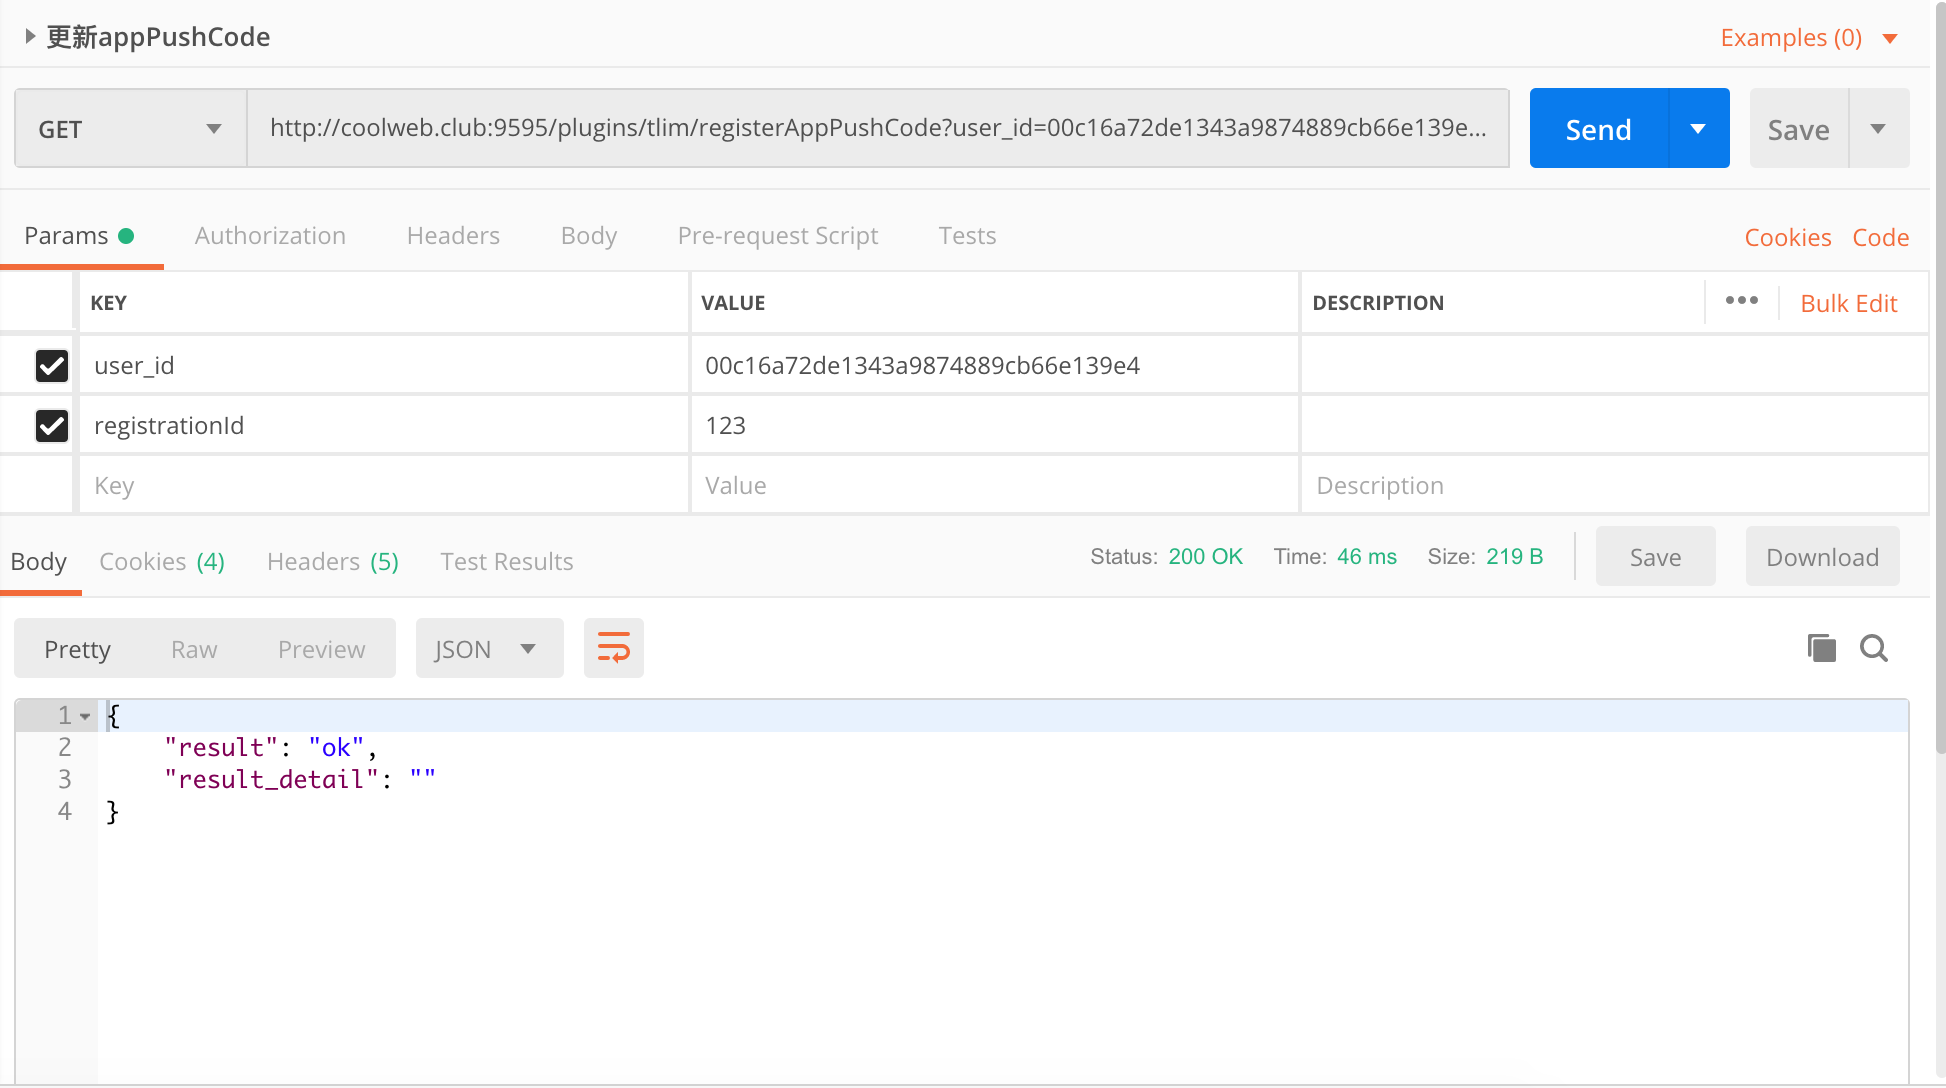 更新appPushCode
Examples (0)
GET
http://coolweb.club:9595/plugins/tlim/registerAppPushCode?user_id=00c16a72de1343a9874889cb66e139e...
Send
Save
Params
Authorization
Headers
Body
Pre-request Script
Tests
Cookies
Code
KEY
VALUE
DESCRIPTION
Bulk Edit
user_id
00c16a72de1343a9874889cb66e139e4
registrationId
123
Key
Value
Description
Body
Cookies (4)
Headers (5)
Test Results
Status: 200 OK
Time: 46 ms
Size: 219 B
Save
Download
Pretty
Raw
Preview
JSON
1 {
2 "result": "ok",
3 "result_detail": ""
4 }